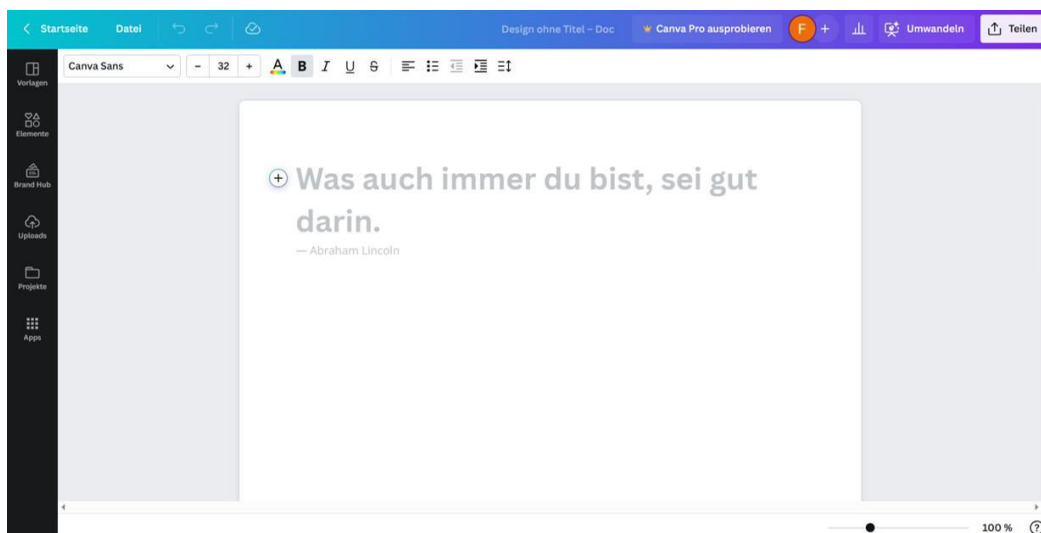 Startseite Datei Design ohne Titel – Doc Canva Pro ausprobieren F + Umwandeln Teilen
Canva Sans - 32 + A B I U S
Vorlagen
Elemente
Brand Hub
Uploads
Projekte
Apps
Was auch immer du bist, sei gut
darin.
— Abraham Lincoln
100 % ?